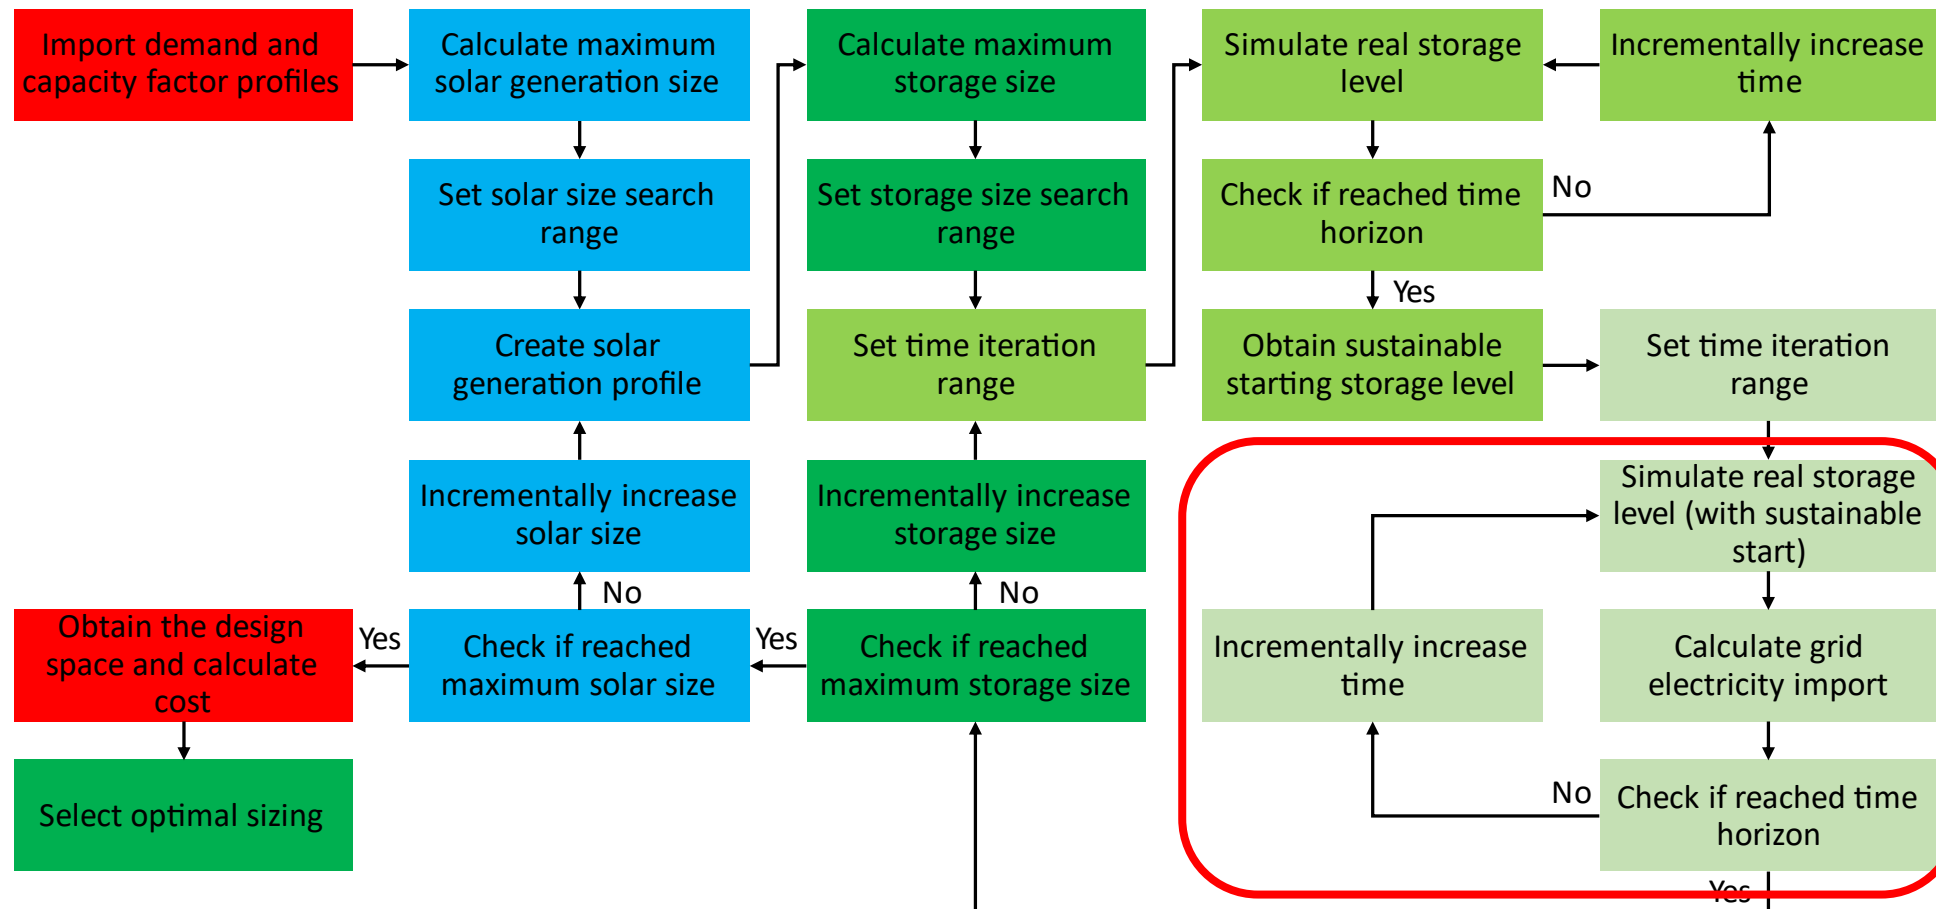 Import demand and
capacity factor profiles
Calculate maximum
solar generation size
Calculate maximum
storage size
Simulate real storage
level
Incrementally increase
time
Set solar size search
range
Set storage size search
range
Check if reached time
horizon
No
Yes
Create solar
generation profile
Set time iteration
range
Obtain sustainable
starting storage level
Set time iteration
range
Incrementally increase
solar size
Incrementally increase
storage size
Simulate real storage
level (with sustainable
start)
No
No
Obtain the design
space and calculate
cost
Yes
Check if reached
maximum solar size
Yes
Check if reached
maximum storage size
Incrementally increase
time
Calculate grid
electricity import
Select optimal sizing
No
Check if reached time
horizon
Yes